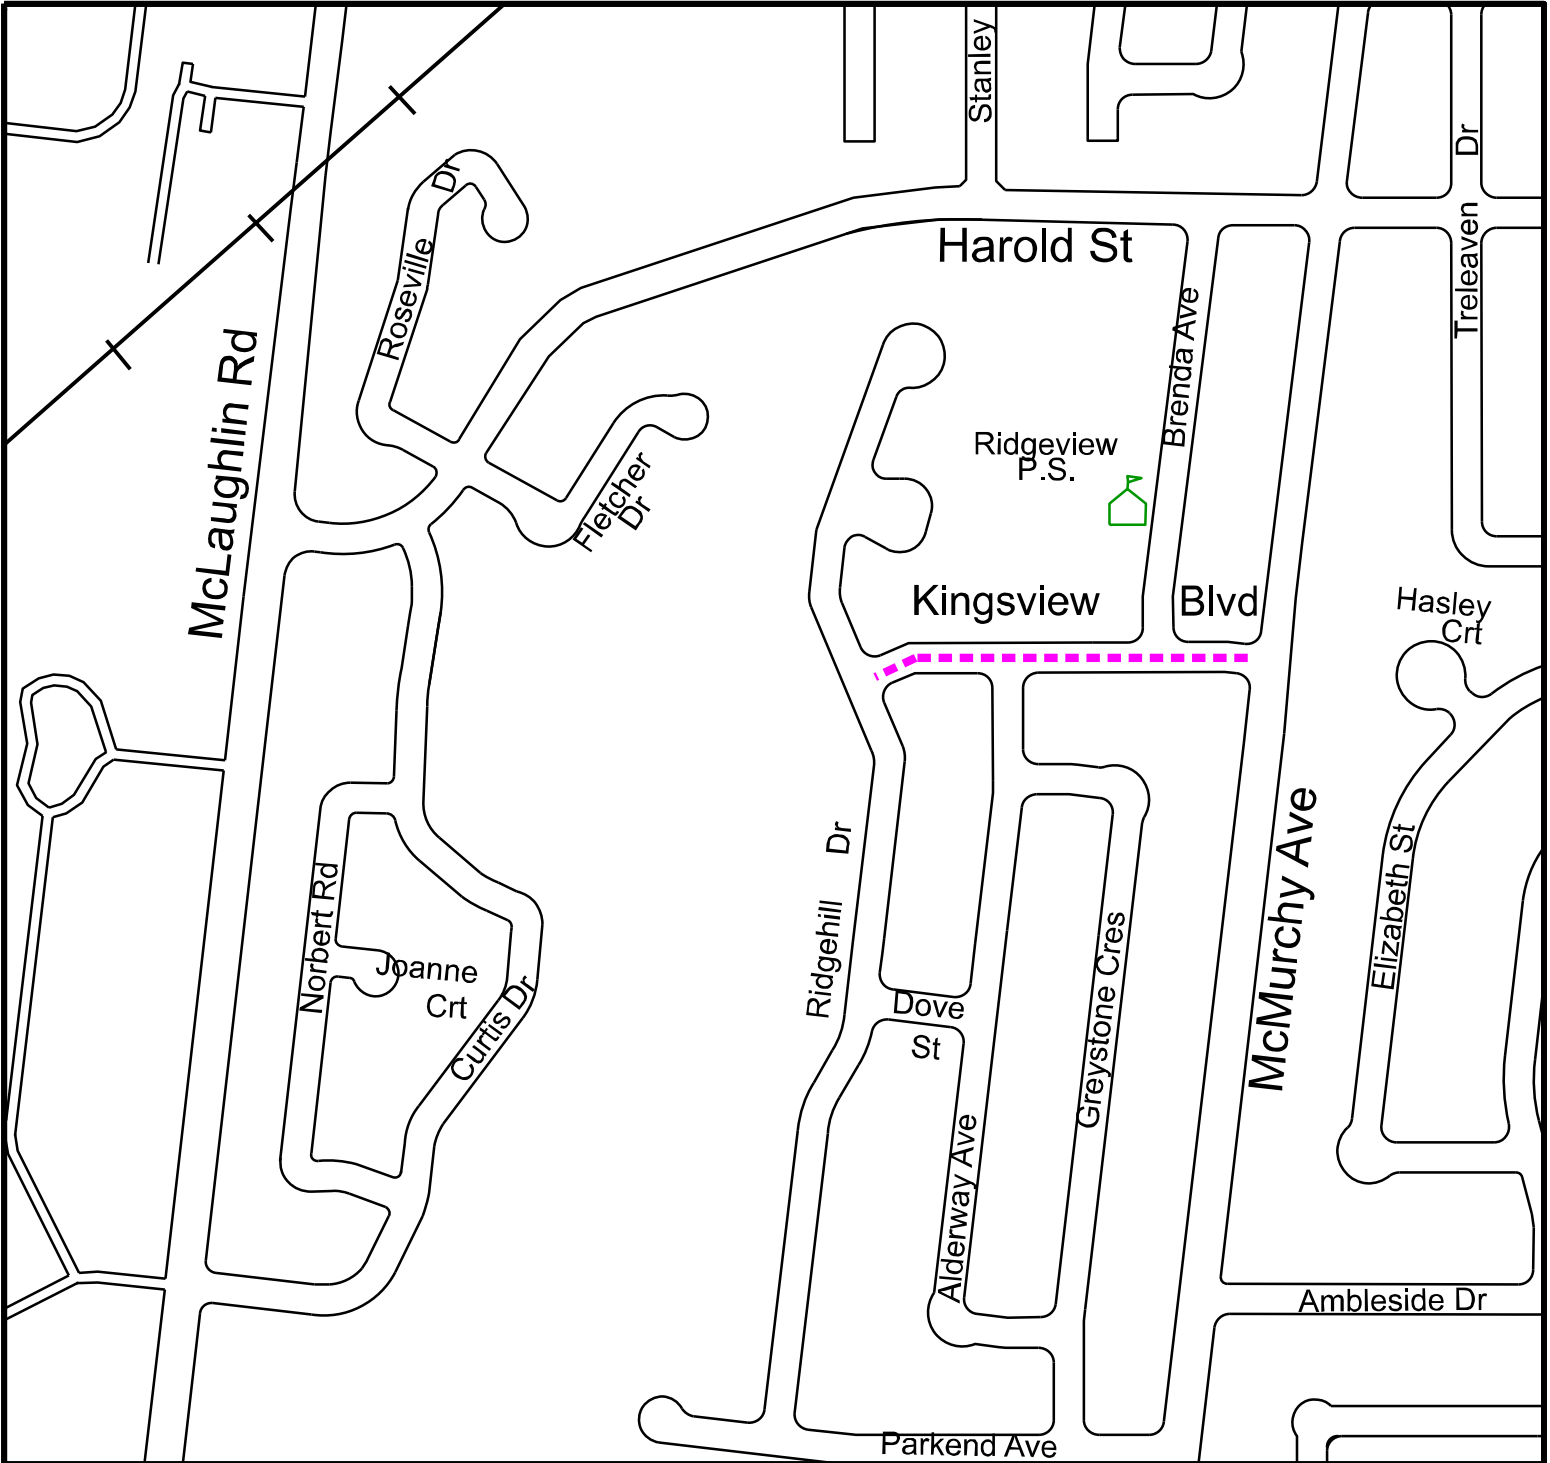 Stanley
Dr
Dr
Treleaven
Harold St
Roseville
Brenda Ave
McLaughlin Rd
Ridgeview
P.S.
Fletcher
Dr
Kingsview Blvd
Hasley
Crt
Ridgehill Dr
McMurchy Ave
Elizabeth St
Norbert Rd
Joanne
Crt
Curtis Dr
Greystone Cres
Dove
St
Alderway Ave
Ambleside Dr
Parkend Ave